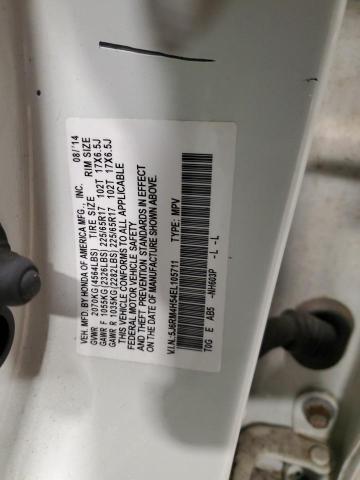 VEH. MFD. BY HONDA OF AMERICA MFG., INC. 08/'14
GVWR 2070KG (4564LBS) TIRE SIZE RIM SIZE
GAWR F 1055KG (2326LBS) 225/65R17 102T 17X6.5J
GAWR R 1035KG (2282LBS) 225/65R17 102T 17X6.5J
THIS VEHICLE CONFORMS TO ALL APPLICABLE
FEDERAL MOTOR VEHICLE SAFETY
AND THEFT PREVENTION STANDARDS IN EFFECT
ON THE DATE OF MANUFACTURE SHOWN ABOVE.
V.I.N.: 5J6RM4H54EL105711 TYPE: MPV
T0G E ABS -NH603P -L -L